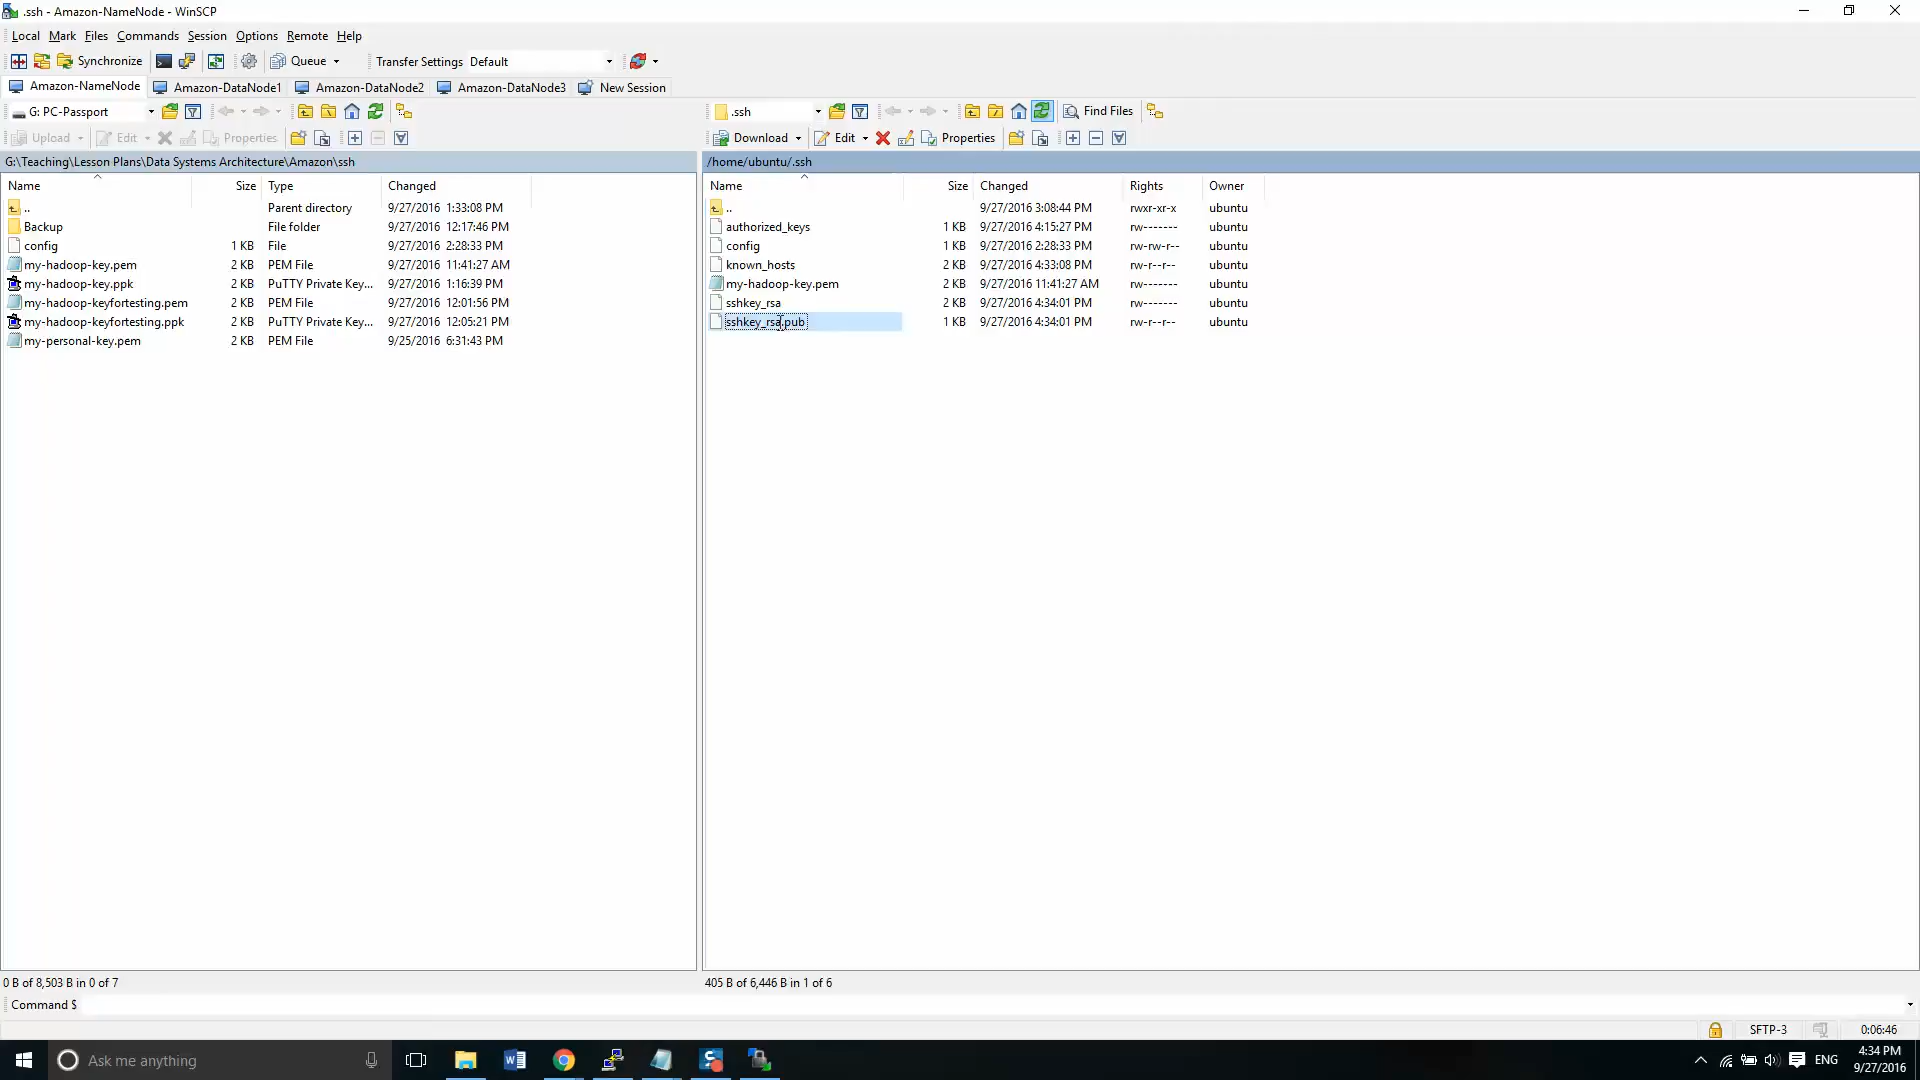 .ssh - Amazon-NameNode - WinSCP
Local Mark Files Commands Session Options Remote Help
Synchronize Queue Transfer Settings Default
Amazon-NameNode Amazon-DataNode1 Amazon-DataNode2 Amazon-DataNode3 New Session
G: PC-Passport .ssh Find Files
Upload Edit Properties Download Edit Properties
G:\Teaching\Lesson Plans\Data Systems Architecture\Amazon\ssh
Name Size Type Changed
.. Parent directory 9/27/2016 1:33:08 PM
Backup File folder 9/27/2016 12:17:46 PM
config 1 KB File 9/27/2016 2:28:33 PM
my-hadoop-key.pem 2 KB PEM File 9/27/2016 11:41:27 AM
my-hadoop-key.ppk 2 KB PuTTY Private Key... 9/27/2016 1:16:39 PM
my-hadoop-keyfortesting.pem 2 KB PEM File 9/27/2016 12:01:56 PM
my-hadoop-keyfortesting.ppk 2 KB PuTTY Private Key... 9/27/2016 12:05:21 PM
my-personal-key.pem 2 KB PEM File 9/25/2016 6:31:43 PM
/home/ubuntu/.ssh
Name Size Changed Rights Owner
.. 9/27/2016 3:08:44 PM rwxr-xr-x ubuntu
authorized_keys 1 KB 9/27/2016 4:15:27 PM rw------- ubuntu
config 1 KB 9/27/2016 2:28:33 PM rw-rw-r-- ubuntu
known_hosts 2 KB 9/27/2016 4:33:08 PM rw-r--r-- ubuntu
my-hadoop-key.pem 2 KB 9/27/2016 11:41:27 AM rw------- ubuntu
sshkey_rsa 2 KB 9/27/2016 4:34:01 PM rw------- ubuntu
sshkey_rsa.pub 1 KB 9/27/2016 4:34:01 PM rw-r--r-- ubuntu
0 B of 8,503 B in 0 of 7
405 B of 6,446 B in 1 of 6
Command $
SFTP-3 0:06:46
Ask me anything
ENG
4:34 PM
9/27/2016